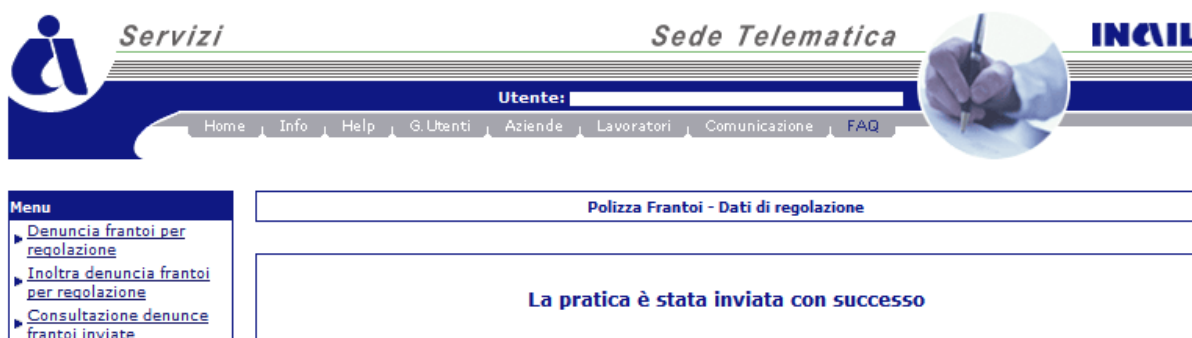 Servizi
Sede Telematica
INAIL
Utente:
Home Info Help G.Utenti Aziende Lavoratori Comunicazione FAQ
Menu
Denuncia frantoi per
regolazione
Inoltra denuncia frantoi
per regolazione
Consultazione denunce
frantoi inviate
Polizza Frantoi - Dati di regolazione
La pratica è stata inviata con successo